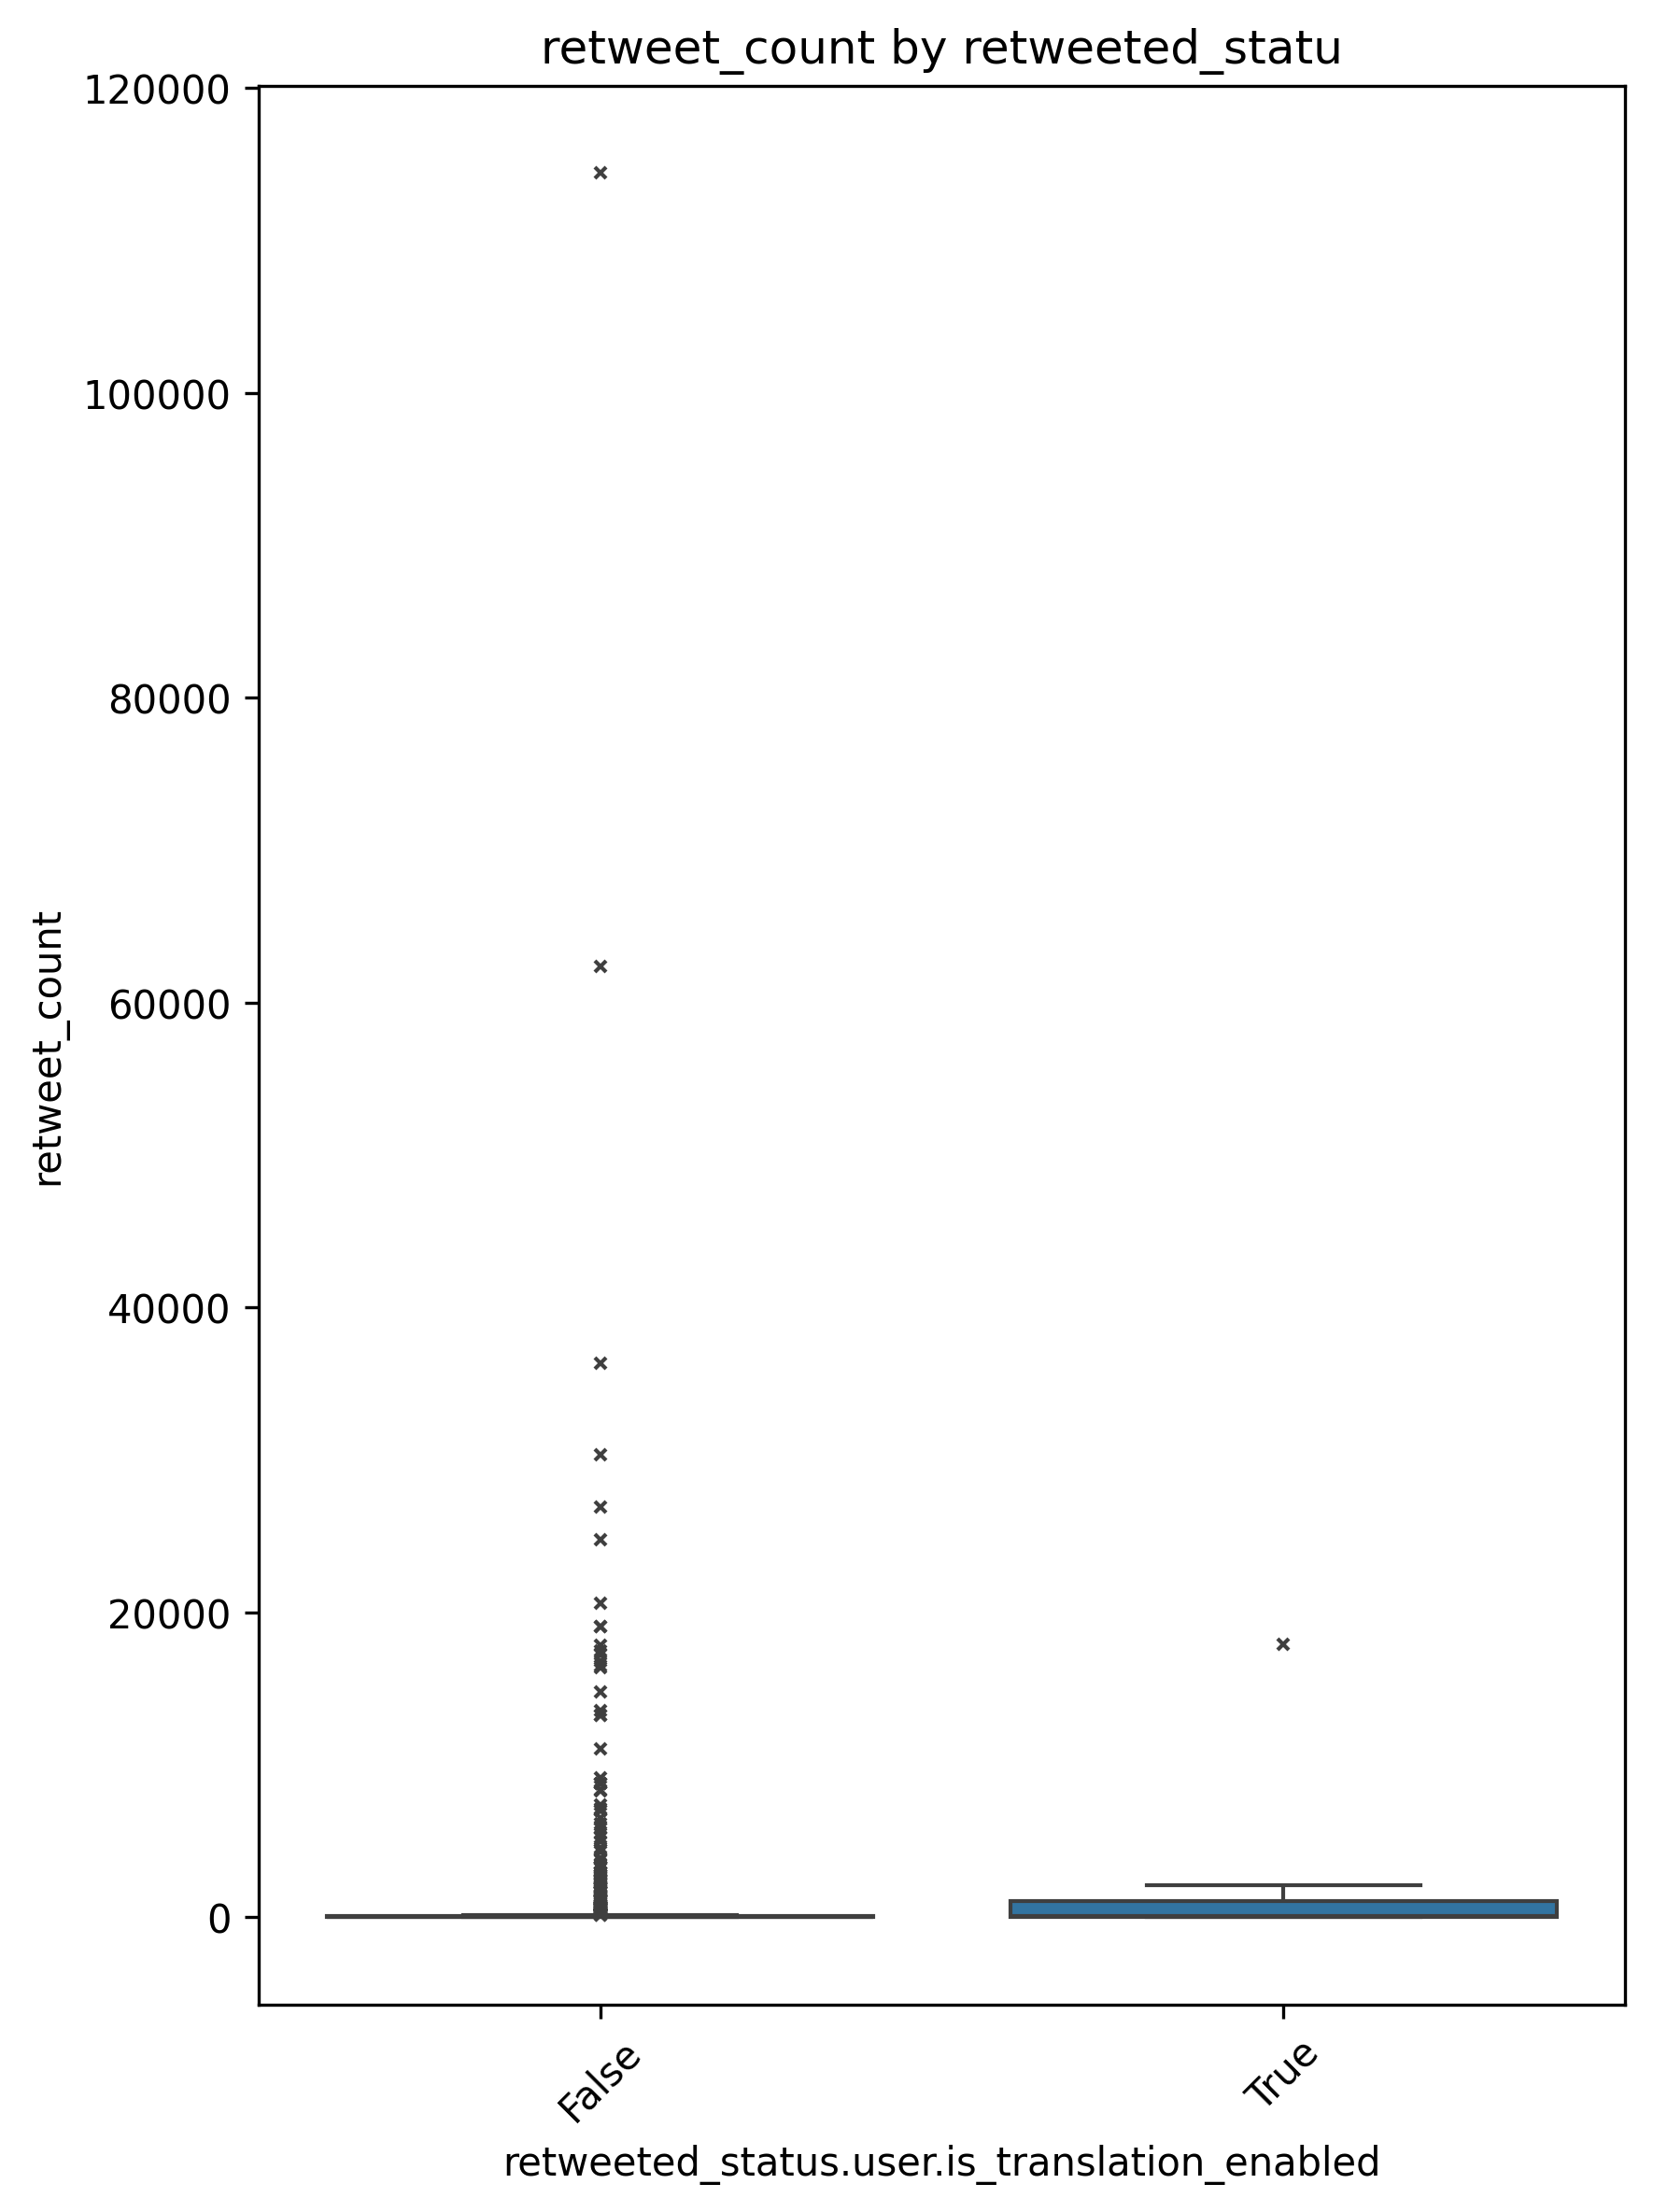 retweet_count by retweeted_statu
120000
100000
80000
60000
40000
20000
0
retweet_count
False
True
retweeted_status.user.is_translation_enabled